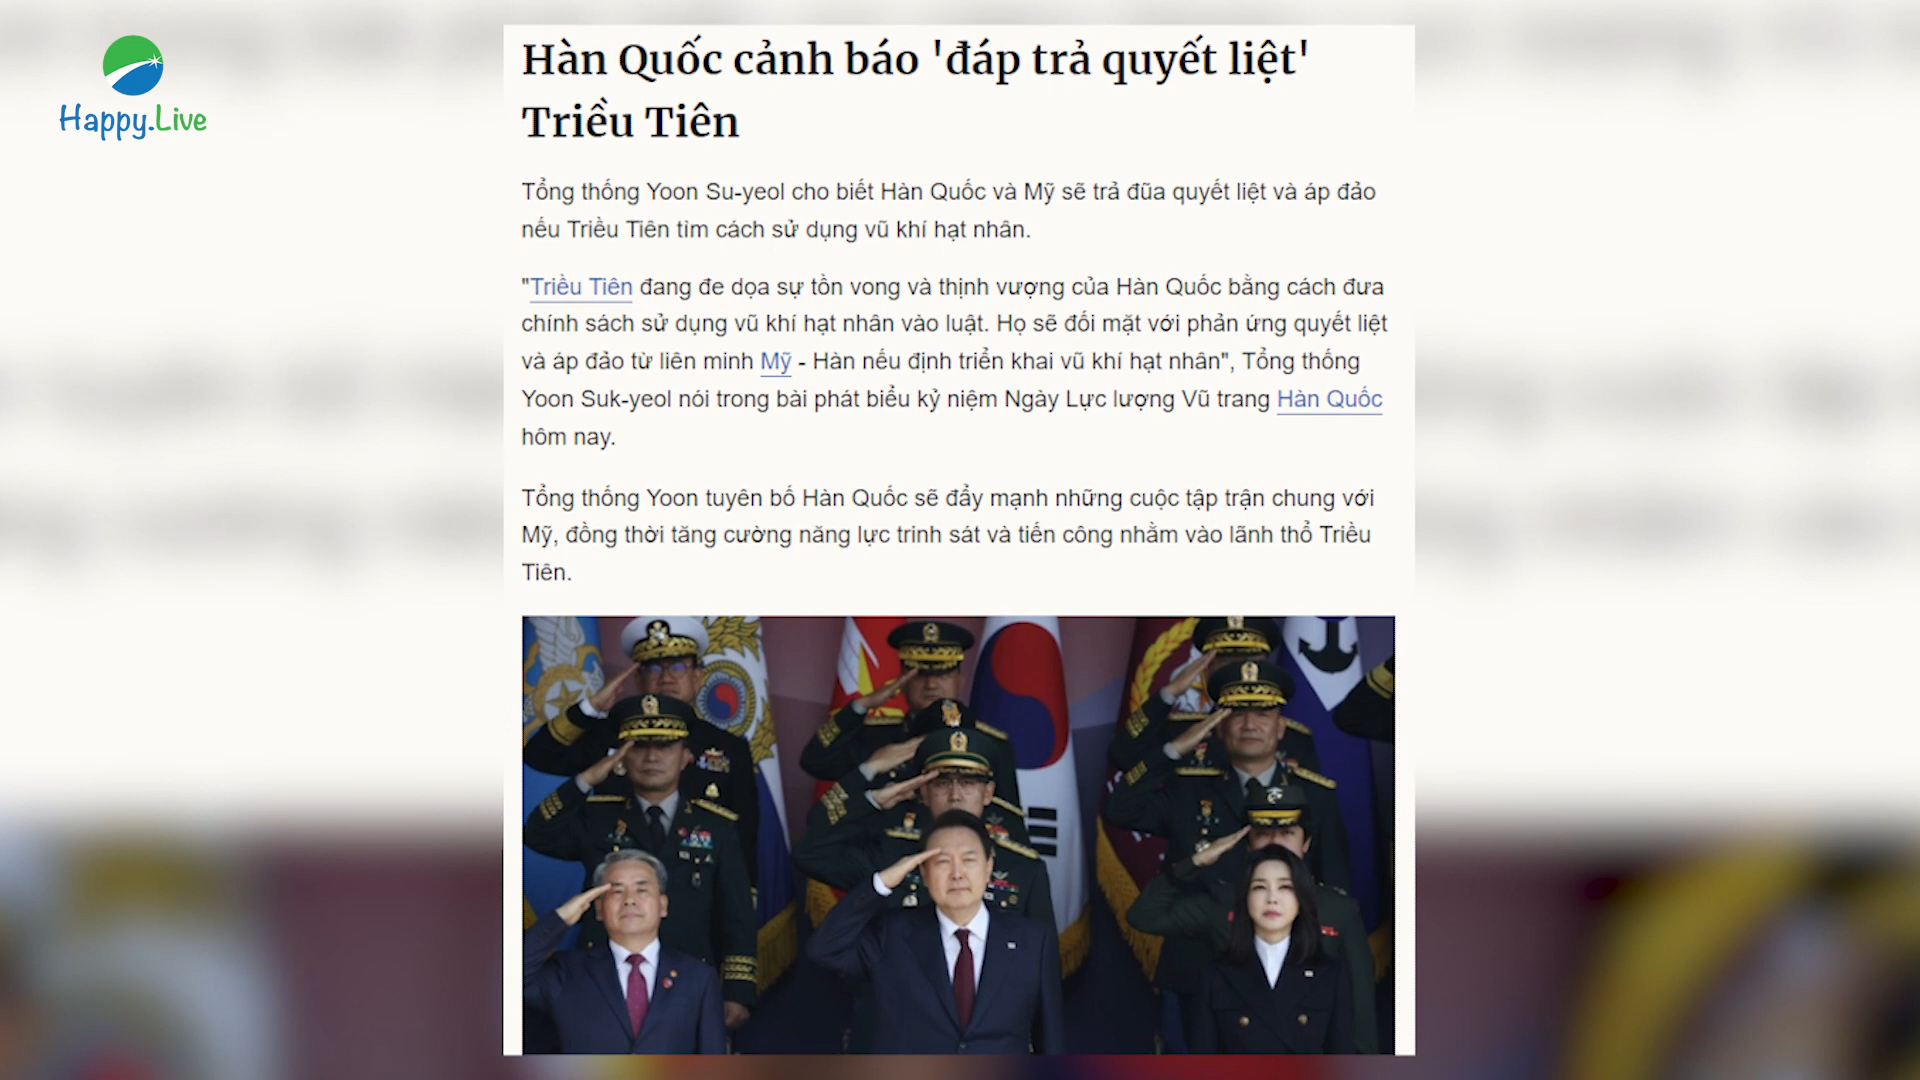 Happy.Live
Hàn Quốc cảnh báo 'đáp trả quyết liệt'
Triều Tiên
Tổng thống Yoon Su-yeol cho biết Hàn Quốc và Mỹ sẽ trả đũa quyết liệt và áp đảo
nếu Triều Tiên tìm cách sử dụng vũ khí hạt nhân.
"Triều Tiên đang đe dọa sự tồn vong và thịnh vượng của Hàn Quốc bằng cách đưa
chính sách sử dụng vũ khí hạt nhân vào luật. Họ sẽ đối mặt với phản ứng quyết liệt
và áp đảo từ liên minh Mỹ - Hàn nếu định triển khai vũ khí hạt nhân", Tổng thống
Yoon Suk-yeol nói trong bài phát biểu kỷ niệm Ngày Lực lượng Vũ trang Hàn Quốc
hôm nay.
Tổng thống Yoon tuyên bố Hàn Quốc sẽ đẩy mạnh những cuộc tập trận chung với
Mỹ, đồng thời tăng cường năng lực trinh sát và tiến công nhằm vào lãnh thổ Triều
Tiên.